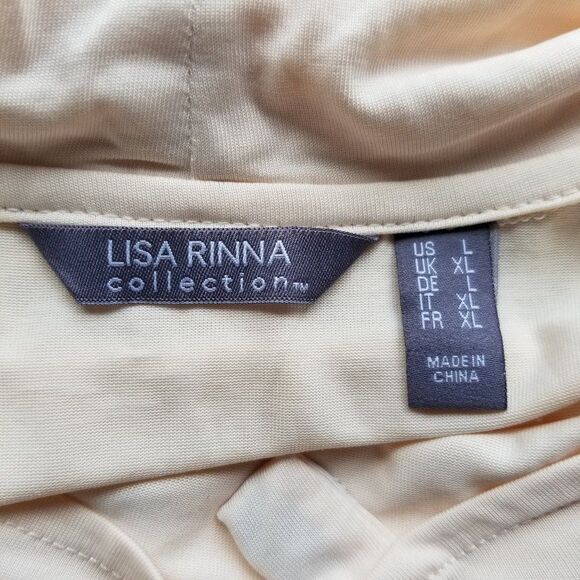 LISA RINNA
collection™
US L
UK XL
DE L
IT XL
FR XL
MADE IN
CHINA